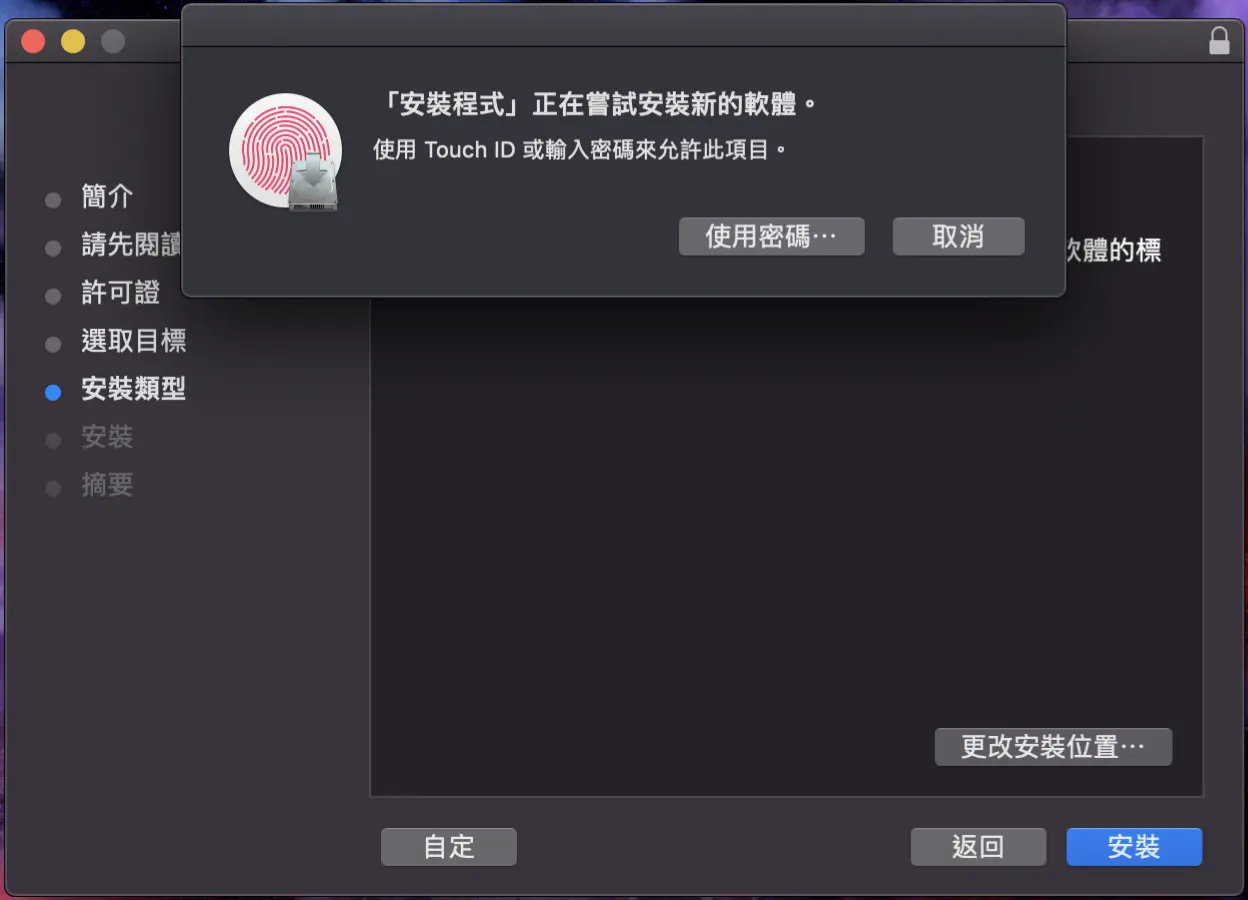 「安裝程式」正在嘗試安裝新的軟體。
使用 Touch ID 或輸入密碼來允許此項目。
使用密碼…
取消
簡介
請先閱讀
許可證
選取目標
安裝類型
安裝
摘要
軟體的標
更改安裝位置…
自定
返回
安裝